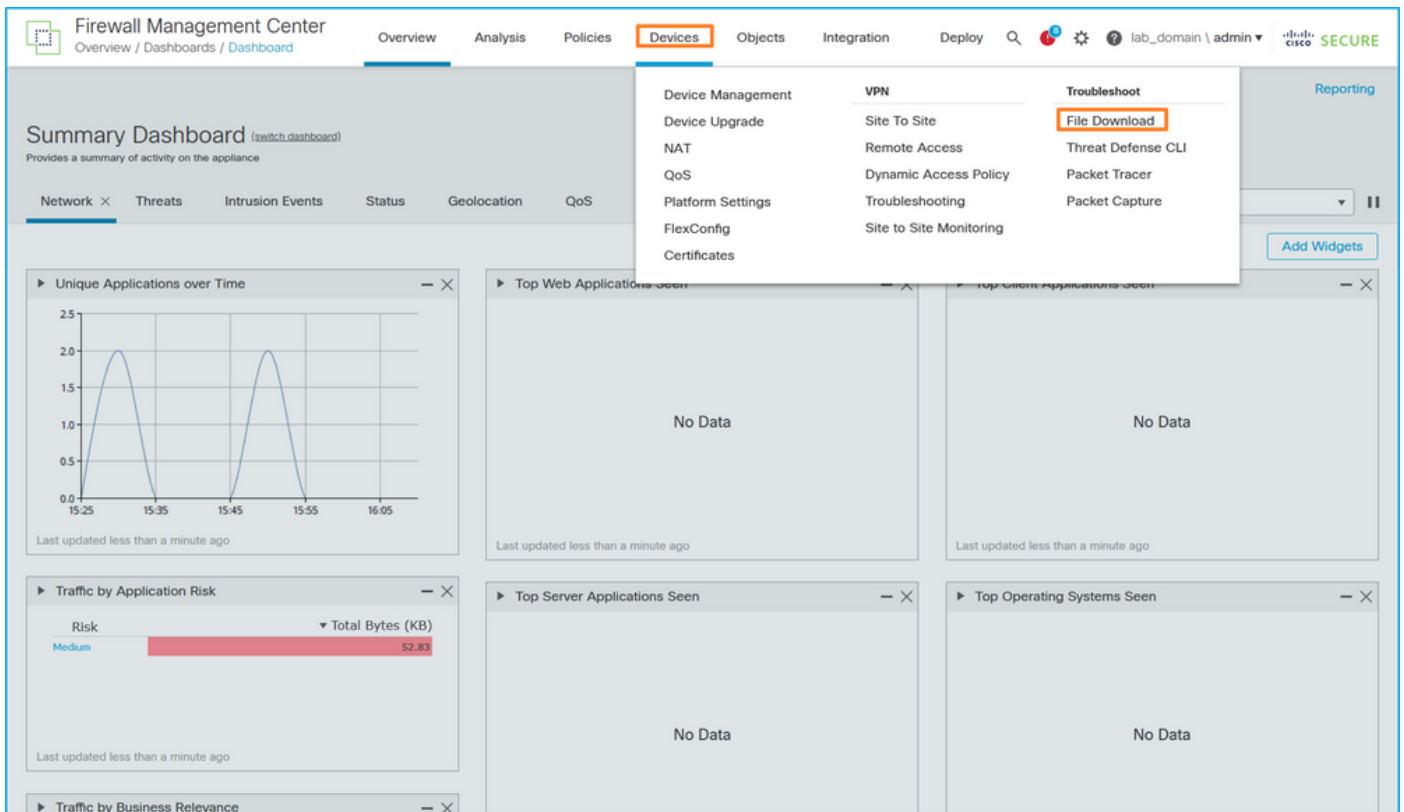 Firewall Management Center
Overview / Dashboards / Dashboard
Overview Analysis Policies Devices Objects Integration Deploy lab_domain \ admin ▾ cisco SECURE
Reporting
Device Management
Device Upgrade
NAT
QoS
Platform Settings
FlexConfig
Certificates
VPN
Site To Site
Remote Access
Dynamic Access Policy
Troubleshooting
Site to Site Monitoring
Troubleshoot
File Download
Threat Defense CLI
Packet Tracer
Packet Capture
Summary Dashboard (switch dashboard)
Provides a summary of activity on the appliance
Network × Threats Intrusion Events Status Geolocation QoS
Add Widgets
Unique Applications over Time
2.5
2.0
1.5
1.0
0.5
0.0
15:25 15:35 15:45 15:55 16:05
Last updated less than a minute ago
Top Web Applications Seen
No Data
Last updated less than a minute ago
Top Client Applications Seen
No Data
Last updated less than a minute ago
Traffic by Application Risk
Risk ▾ Total Bytes (KB)
Medium 52.83
Last updated less than a minute ago
Top Server Applications Seen
No Data
Top Operating Systems Seen
No Data
Traffic by Business Relevance